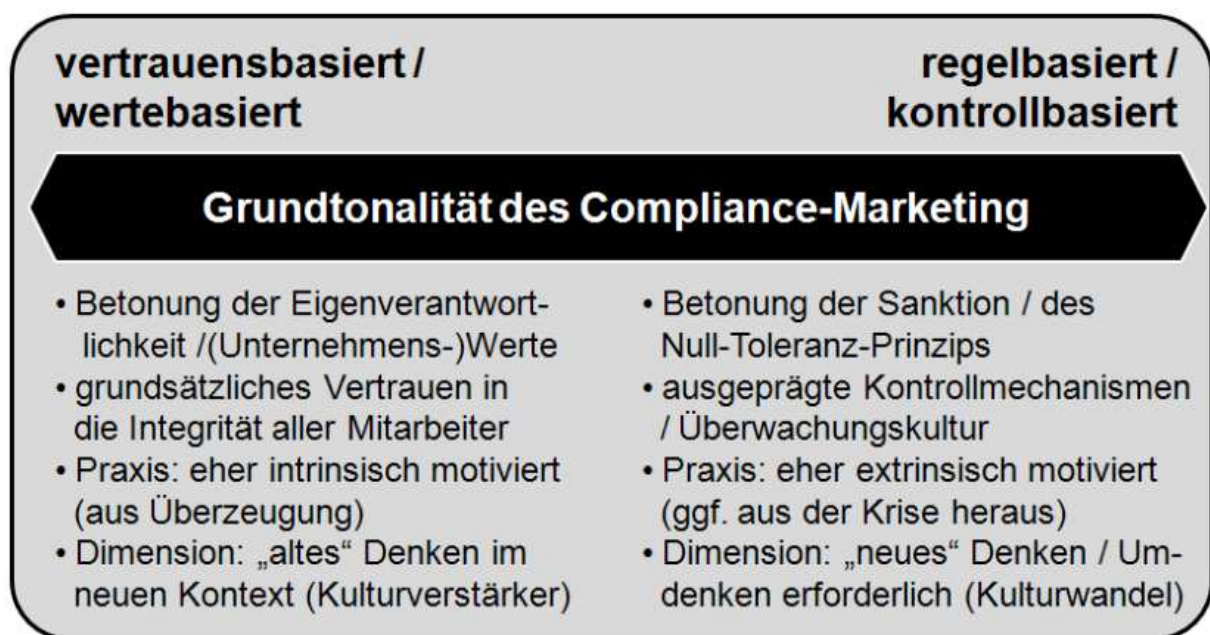 vertrauensbasiert /
wertebasiert
regelbasiert /
kontrollbasiert
Grundtonalität des Compliance-Marketing
• Betonung der Eigenverantwort-
lichkeit /(Unternehmens-)Werte
• grundsätzliches Vertrauen in
die Integrität aller Mitarbeiter
• Praxis: eher intrinsisch motiviert
(aus Überzeugung)
• Dimension: „altes“ Denken im
neuen Kontext (Kulturverstärker)
• Betonung der Sanktion / des
Null-Toleranz-Prinzips
• ausgeprägte Kontrollmechanismen
/ Überwachungskultur
• Praxis: eher extrinsisch motiviert
(ggf. aus der Krise heraus)
• Dimension: „neues“ Denken / Um-
denken erforderlich (Kulturwandel)